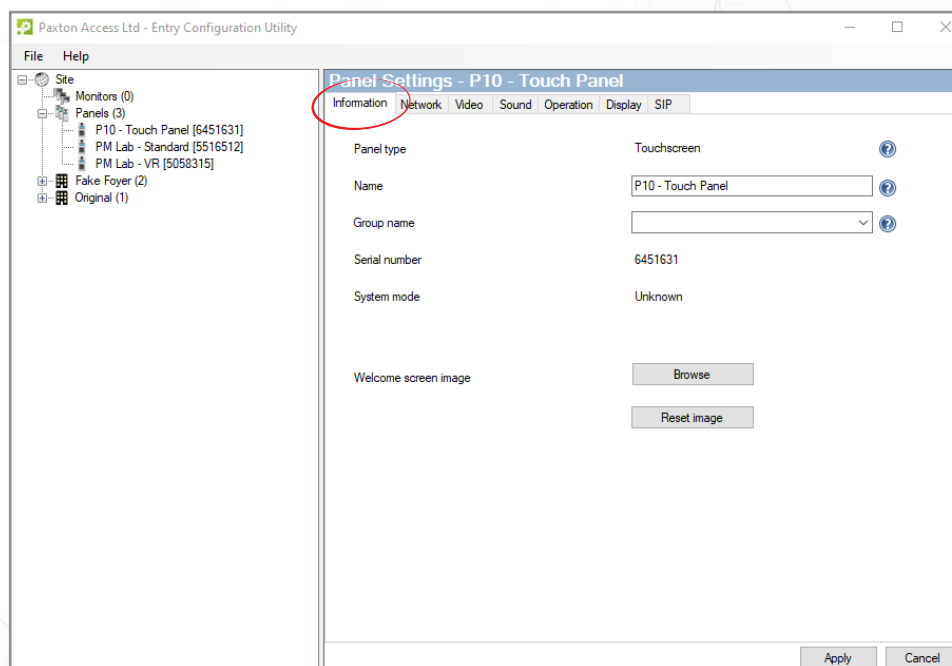 Paxton Access Ltd - Entry Configuration Utility
File Help
Site
Monitors (0)
Panels (3)
P10 - Touch Panel [6451631]
PM Lab - Standard [5516512]
PM Lab - VR [5058315]
Fake Foyer (2)
Original (1)
Panel Settings - P10 - Touch Panel
Information Network Video Sound Operation Display SIP
Panel type Touchscreen ?
Name P10 - Touch Panel ?
Group name ?
Serial number 6451631
System mode Unknown
Welcome screen image Browse
Reset image
Apply Cancel